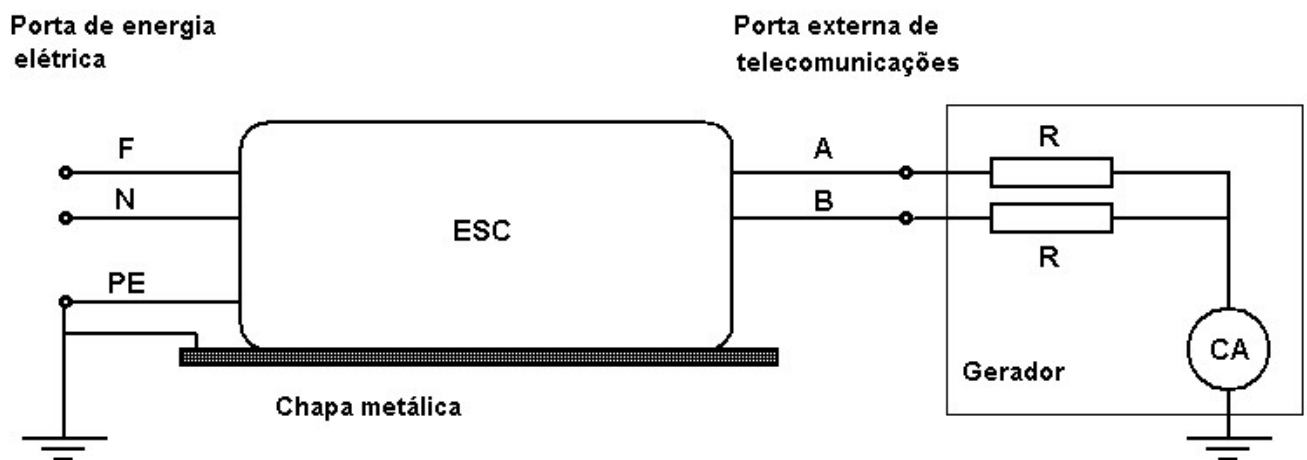 Porta de energia
elétrica
Porta externa de
telecomunicações
F
N
PE
ESC
A
B
R
R
CA
Gerador
Chapa metálica